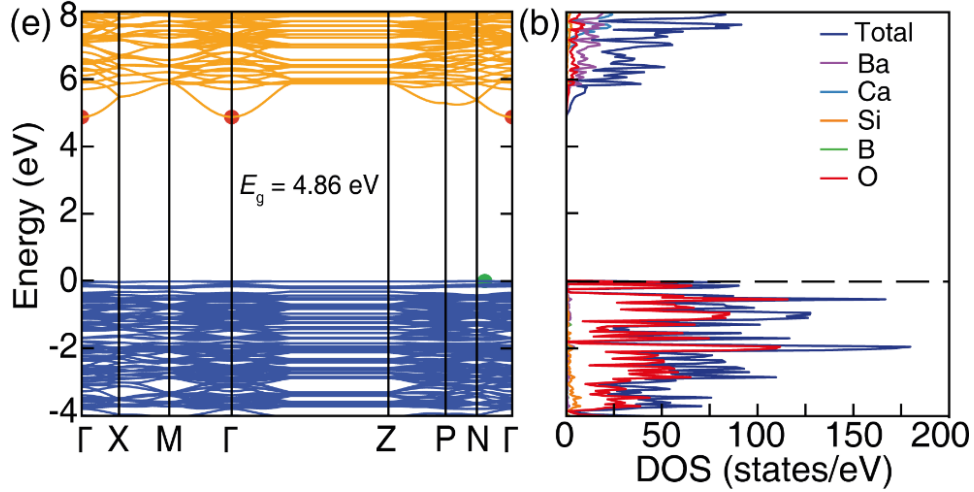 (e)
8
6
4
2
0
-2
-4
Energy (eV)
E_g = 4.86 eV
Γ X M Γ Z P N Γ
(b)
Total
Ba
Ca
Si
B
O
0 50 100 150 200
DOS (states/eV)